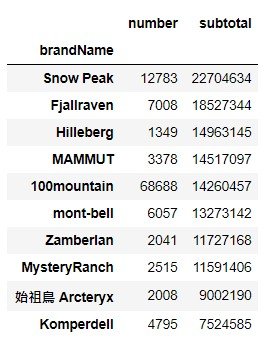 number subtotal
brandName
Snow Peak 12783 22704634
Fjallraven 7008 18527344
Hilleberg 1349 14963145
MAMMUT 3378 14517097
100mountain 68688 14260457
mont-bell 6057 13273142
Zamberlan 2041 11727168
MysteryRanch 2515 11591406
始祖鳥 Arcteryx 2008 9002190
Komperdell 4795 7524585